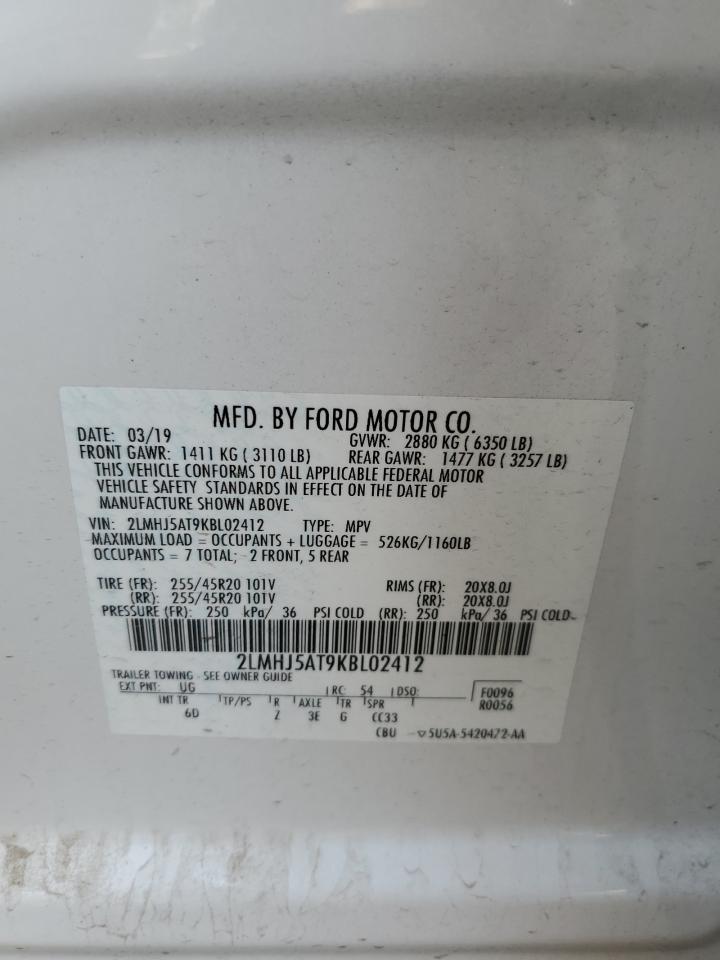 MFD. BY FORD MOTOR CO.
DATE: 03/19 GVWR: 2880 KG ( 6350 LB)
FRONT GAWR: 1411 KG ( 3110 LB) REAR GAWR: 1477 KG ( 3257 LB)
THIS VEHICLE CONFORMS TO ALL APPLICABLE FEDERAL MOTOR
VEHICLE SAFETY STANDARDS IN EFFECT ON THE DATE OF
MANUFACTURE SHOWN ABOVE.
VIN: 2LMHJ5AT9KBL02412 TYPE: MPV
MAXIMUM LOAD = OCCUPANTS + LUGGAGE = 526KG/1160LB
OCCUPANTS = 7 TOTAL; 2 FRONT, 5 REAR
TIRE (FR): 255/45R20 101V RIMS (FR): 20X8.0J
(RR): 255/45R20 101V (RR): 20X8.0J
PRESSURE (FR): 250 kPa/ 36 PSI COLD (RR): 250 kPa/ 36 PSI COLD
2LMHJ5AT9KBL02412
TRAILER TOWING - SEE OWNER GUIDE
EXT PNT: UG RC: 54 DSO: F0096
INT TR TP/PS R AXLE TR SPR R0056
6D Z 3E G CC33
CBU ▽5U5A-5420472-AA